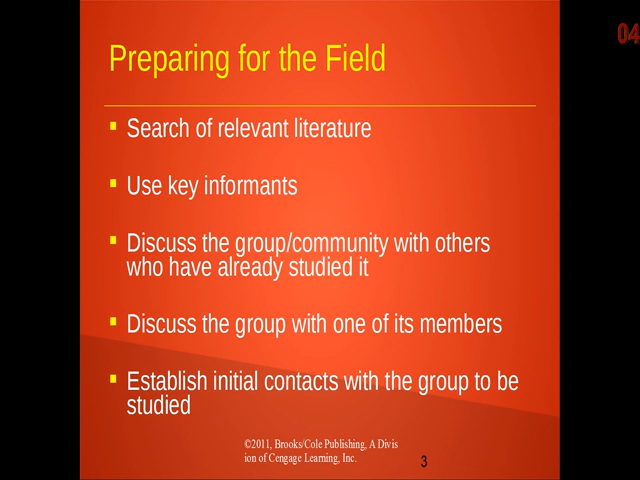 Preparing for the Field
04
Search of relevant literature
Use key informants
Discuss the group/community with others
who have already studied it
Discuss the group with one of its members
Establish initial contacts with the group to be
studied
©2011, Brooks/Cole Publishing, A Divis
ion of Cengage Learning, Inc.
3